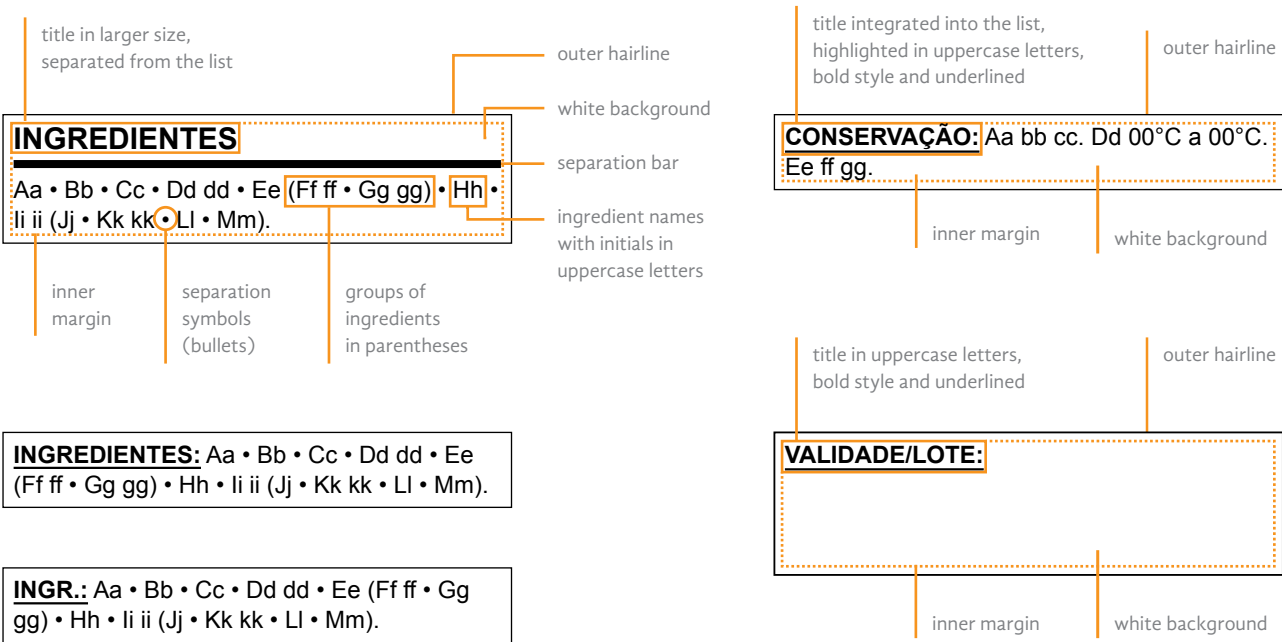 title in larger size,
separated from the list
outer hairline
white background
INGREDIENTES
separation bar
Aa • Bb • Cc • Dd dd • Ee (Ff ff • Gg gg) • Hh •
Ii ii (Jj • Kk kk • Ll • Mm).
ingredient names
with initials in
uppercase letters
inner
margin
separation
symbols
(bullets)
groups of
ingredients
in parentheses
INGREDIENTES: Aa • Bb • Cc • Dd dd • Ee
(Ff ff • Gg gg) • Hh • Ii ii (Jj • Kk kk • Ll • Mm).
INGR.: Aa • Bb • Cc • Dd dd • Ee (Ff ff • Gg
gg) • Hh • Ii ii (Jj • Kk kk • Ll • Mm).
title integrated into the list,
highlighted in uppercase letters,
bold style and underlined
outer hairline
CONSERVAÇÃO: Aa bb cc. Dd 00°C a 00°C.
Ee ff gg.
inner margin
white background
title in uppercase letters,
bold style and underlined
outer hairline
VALIDADE/LOTE:
inner margin
white background